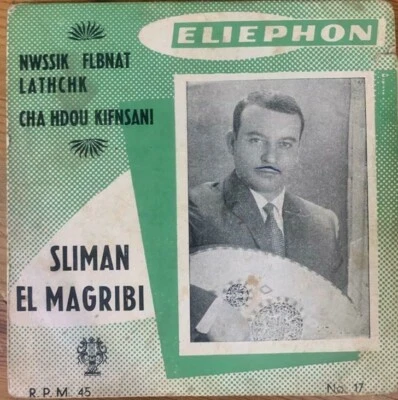 ELIEPHON
NWSSIK FLBNAT
LATHCHK
CHA HDOU KIFNSANI
SLIMAN
EL MAGRIBI
R.P.M. 45
No. 17